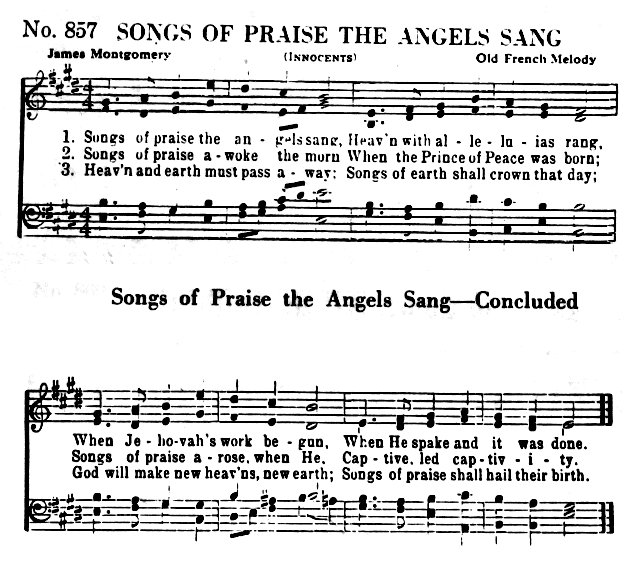 No. 857 SONGS OF PRAISE THE ANGELS SANG
James Montgomery (INNOCENTS) Old French Melody
1. Songs of praise the an - gels sang, Heav'n with al - le - lu - ias rang,
2. Songs of praise a - woke the morn When the Prince of Peace was born;
3. Heav'n and earth must pass a - way; Songs of earth shall crown that day;
Songs of Praise the Angels Sang—Concluded
When Je - ho-vah's work be - gun, When He spake and it was done.
Songs of praise a - rose, when He, Cap - tive, led cap-tiv - i - ty.
God will make new heav'ns, new earth; Songs of praise shall hail their birth.